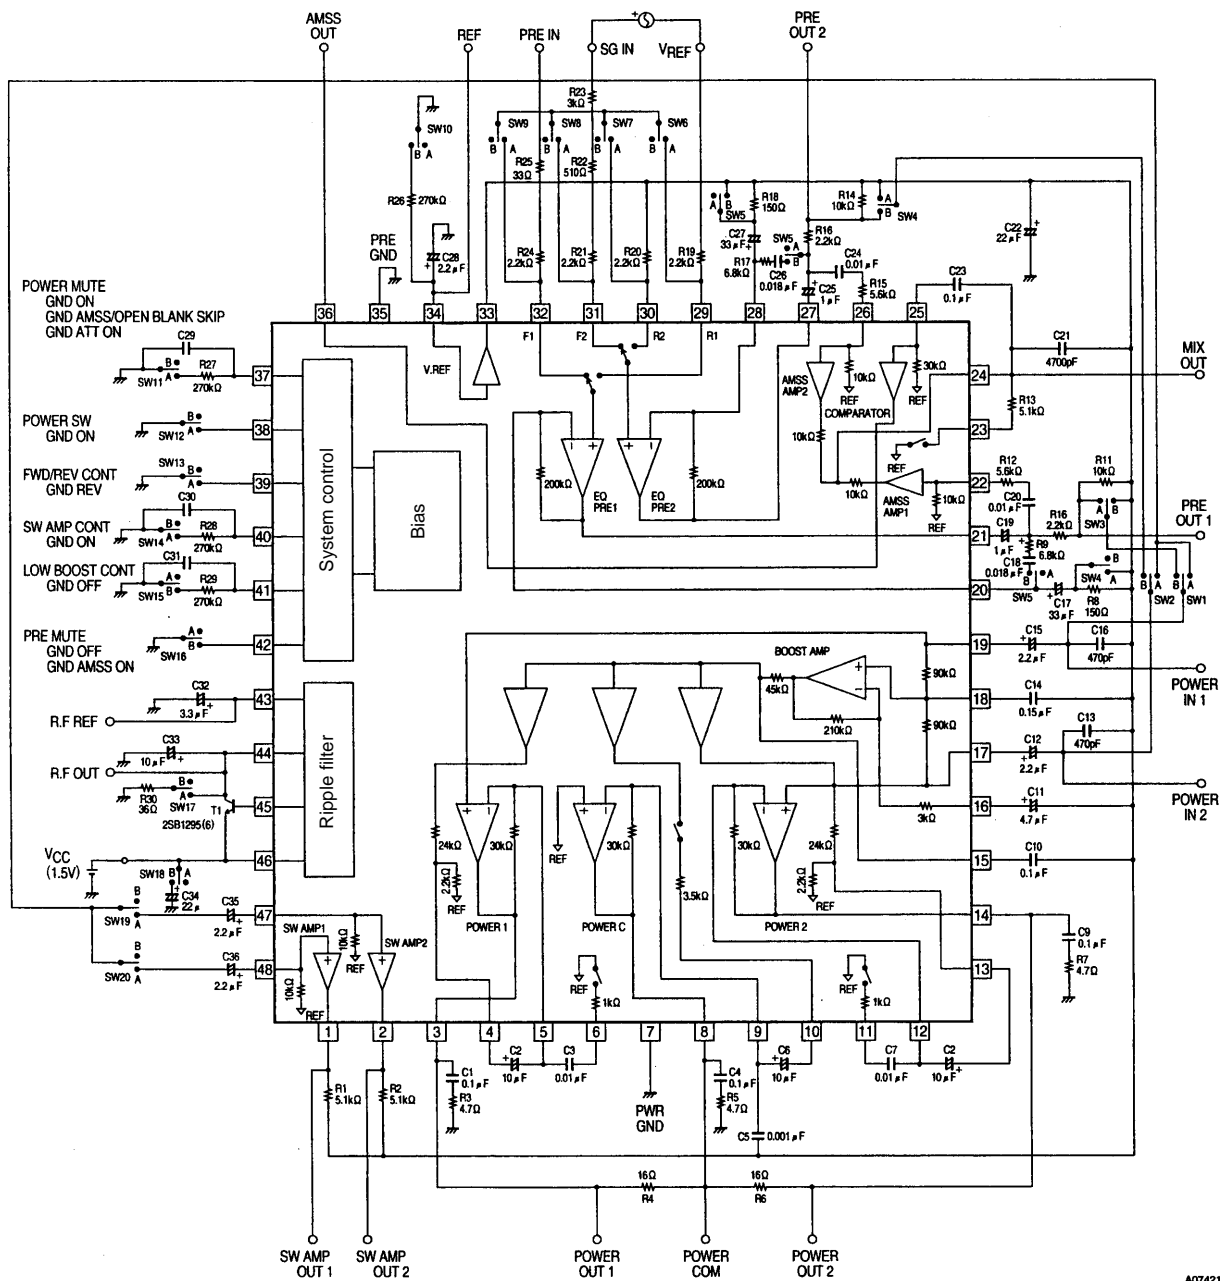 AMSS
OUT
REF
PRE IN
SG IN
VREF
PRE
OUT 2
R23
3kΩ
SW10
B A
SW9
B A
SW8
B A
SW7
B A
SW6
B A
R25
33Ω
R22
510Ω
R26
270kΩ
SW5
A B
R18
150Ω
R14
10kΩ
A
B
SW4
C22
22μF
PRE
GND
C28
2.2μF
R24
2.2kΩ
R21
2.2kΩ
R20
2.2kΩ
R19
2.2kΩ
C27
33μF
SW5
A
B
R16
2.2kΩ
R17
6.8kΩ
C26
0.018μF
C24
0.01μF
C25
1μF
R15
5.6kΩ
C23
0.1μF
POWER MUTE
GND ON
GND AMSS/OPEN BLANK SKIP
GND ATT ON
36
35
34
33
32
31
30
29
28
27
26
25
F1
F2
R2
R1
V.REF
C29
B
A
SW11
R27
270kΩ
37
AMSS
AMP2
10kΩ
REF
COMPARATOR
30kΩ
REF
24
C21
4700pF
MIX
OUT
R13
5.1kΩ
POWER SW
GND ON
B
A
SW12
38
10kΩ
REF
23
FWD/REV CONT
GND REV
SW13
B
A
39
System control
Bias
200kΩ
EQ
PRE1
EQ
PRE2
200kΩ
10kΩ
AMSS
AMP1
10kΩ
REF
22
R12
5.6kΩ
C20
0.01μF
R11
10kΩ
SW AMP CONT
GND ON
C30
B
A
SW14
R28
270kΩ
40
21
C19
1μF
R16
2.2kΩ
A B
SW3
PRE
OUT 1
R9
6.8kΩ
C18
0.018μF
LOW BOOST CONT
GND OFF
C31
A
B
SW15
R29
270kΩ
41
20
B A
SW5
C17
33μF
B
A
SW4
R8
150Ω
B A
SW2
B A
SW1
PRE MUTE
GND OFF
GND AMSS ON
A
B
SW16
42
19
C15
2.2μF
C16
470pF
BOOST AMP
45kΩ
90kΩ
210kΩ
90kΩ
POWER
IN 1
18
C14
0.15μF
R.F REF
C32
3.3μF
43
C33
10μF
44
17
C12
2.2μF
C13
470pF
R.F OUT
R30
36Ω
B
A
SW17
T1
2SB1295(6)
45
Ripple filter
16
3kΩ
C11
4.7μF
POWER
IN 2
VCC
(1.5V)
46
24kΩ
30kΩ
30kΩ
3.5kΩ
30kΩ
24kΩ
15
C10
0.1μF
SW18
B A
C34
22μ
2.2kΩ
REF
2.2kΩ
REF
REF
B
A
SW19
C35
2.2μF
47
POWER 1
POWER C
POWER 2
14
SW AMP1
SW AMP2
10kΩ
REF
C9
0.1μF
R7
4.7Ω
B
A
SW20
C36
2.2μF
48
10kΩ
REF
REF
1kΩ
REF
1kΩ
13
1
2
3
4
5
6
7
8
9
10
11
12
C2
10μF
C3
0.01μF
C6
10μF
C7
0.01μF
C2
10μF
R1
5.1kΩ
R2
5.1kΩ
C1
0.1μF
R3
4.7Ω
PWR
GND
C4
0.1μF
R5
4.7Ω
C5
0.001μF
16Ω
R4
16Ω
R6
SW AMP
OUT 1
SW AMP
OUT 2
POWER
OUT 1
POWER
COM
POWER
OUT 2
A07421